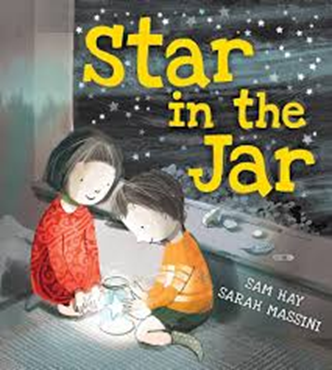 Star
in the
Jar
SAM HAY
SARAH MASSINI